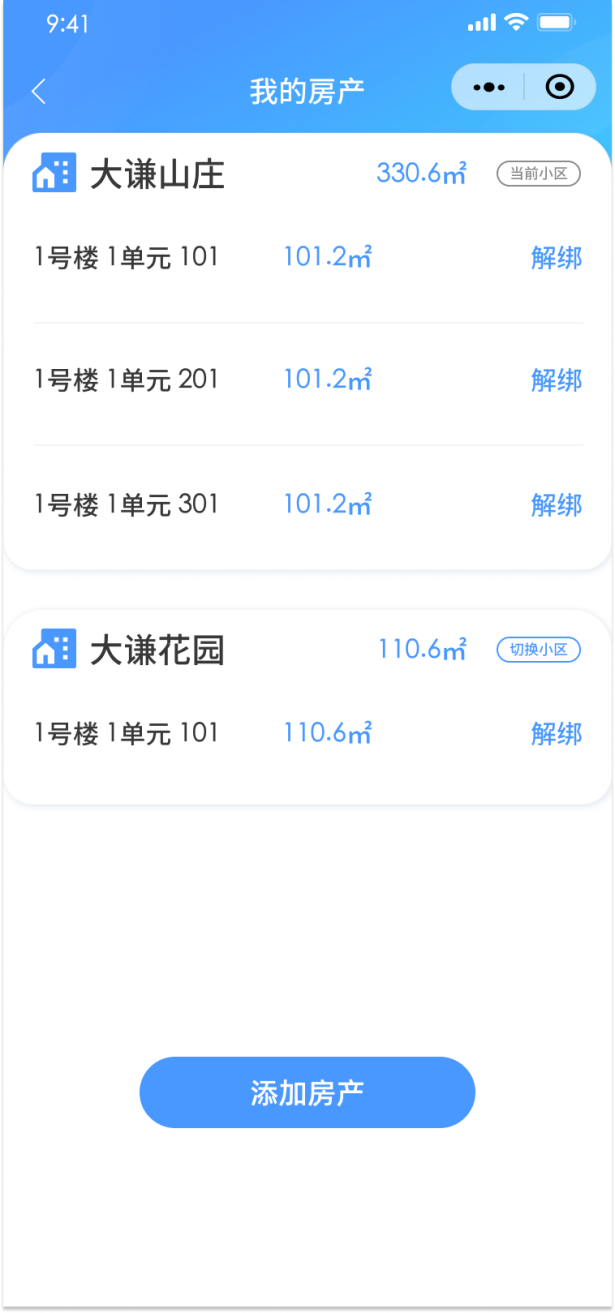 9:41
我的房产
大谦山庄 330.6㎡ 当前小区
1号楼 1单元 101 101.2㎡ 解绑
1号楼 1单元 201 101.2㎡ 解绑
1号楼 1单元 301 101.2㎡ 解绑
大谦花园 110.6㎡ 切换小区
1号楼 1单元 101 110.6㎡ 解绑
添加房产